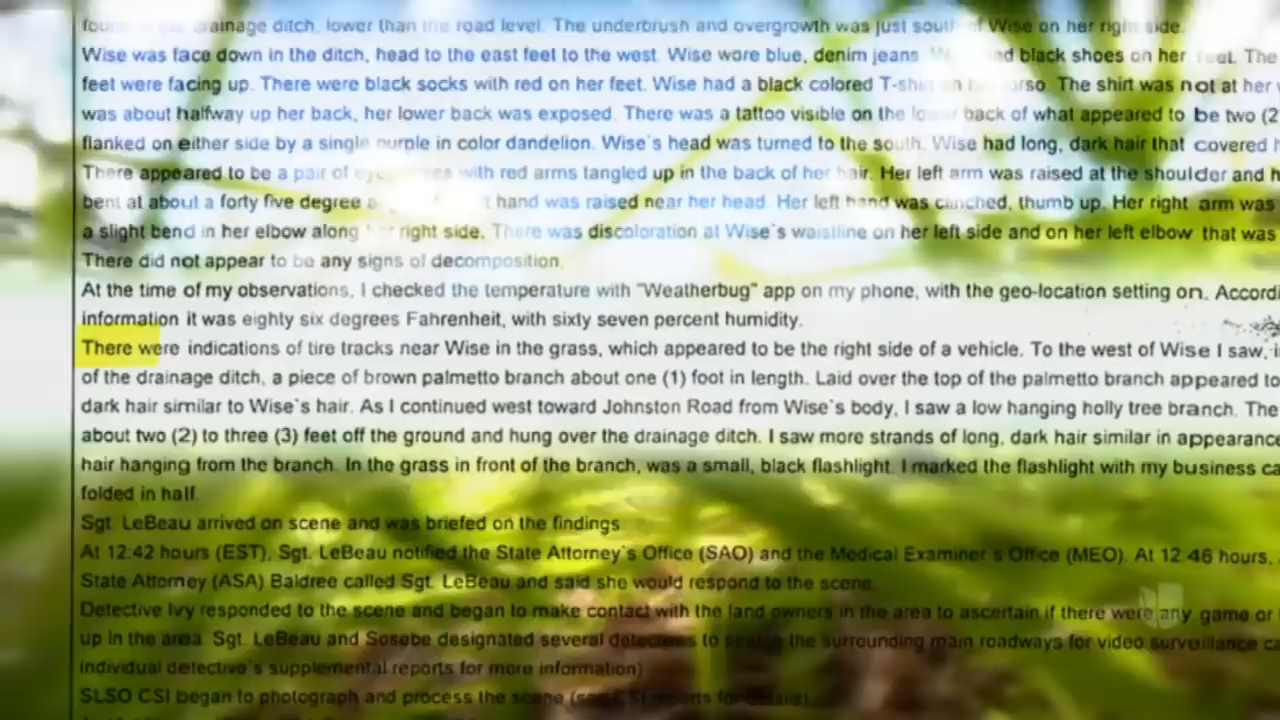 drainage ditch, lower than the road level. The underbrush and overgrowth was just south of Wise on her right side.
Wise was face down in the ditch, head to the east feet to the west. Wise wore blue, denim jeans. black shoes on her feet. The
feet were facing up. There were black socks with red on her feet. Wise had a black colored T-shirt on torso. The shirt was not at her
was about halfway up her back, her lower back was exposed. There was a tattoo visible on the lower back of what appeared to be two (2
flanked on either side by a single purple in color dandelion. Wise's head was turned to the south. Wise had long, dark hair that covered
There appeared to be a pair of with red arms tangled up in the back of her hair. Her left arm was raised at the shoulder and
bent at about a forty five degree hand was raised near her head. Her left hand was clinched, thumb up. Her right arm was
a slight bend in her elbow along right side. There was discoloration at Wise's waistline on her left side and on her left elbow that was
There did not appear to be any signs of decomposition.
At the time of my observations, I checked the temperature with "Weatherbug" app on my phone, with the geo-location setting on. Accordi
information it was eighty six degrees Fahrenheit, with sixty seven percent humidity.
There were indications of tire tracks near Wise in the grass, which appeared to be the right side of a vehicle. To the west of Wise I saw,
of the drainage ditch, a piece of brown palmetto branch about one (1) foot in length. Laid over the top of the palmetto branch appeared to
dark hair similar to Wise's hair. As I continued west toward Johnston Road from Wise's body, I saw a low hanging holly tree branch. The
about two (2) to three (3) feet off the ground and hung over the drainage ditch. I saw more strands of long, dark hair similar in appearance
hair hanging from the branch. In the grass in front of the branch, was a small, black flashlight. I marked the flashlight with my business ca
folded in half.
Sgt. LeBeau arrived on scene and was briefed on the findings.
At 12:42 hours (EST), Sgt. LeBeau notified the State Attorney's Office (SAO) and the Medical Examiner's Office (MEO). At 12:46 hours,
State Attorney (ASA) Baldree called Sgt. LeBeau and said she would respond to the scene.
Detective Ivy responded to the scene and began to make contact with the land owners in the area to ascertain if there were any game or
up in the area. Sgt. LeBeau and Sosebe designated several detectives to the surrounding main roadways for video surveillance ca
individual detective's supplemental reports for more information)
SLSO CSI began to photograph and process the scene